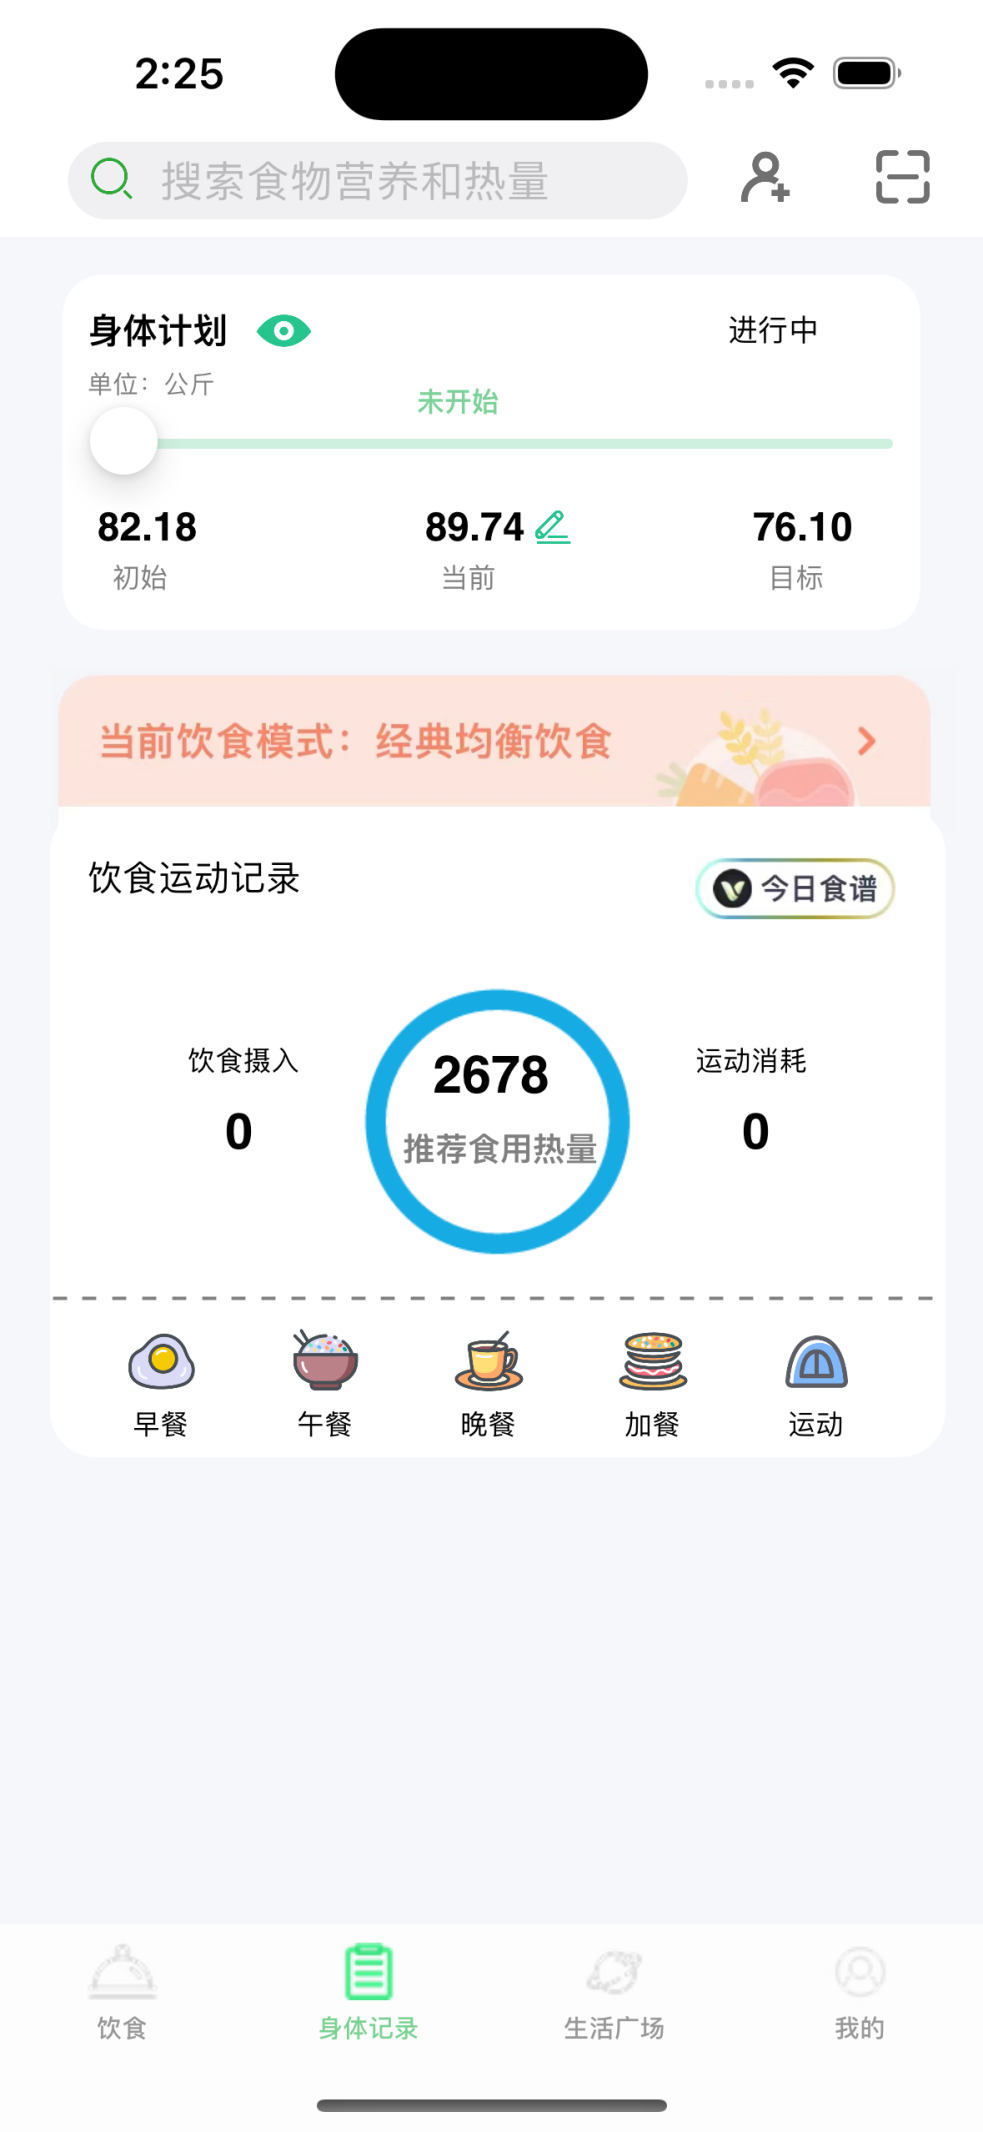 2:25
搜索食物营养和热量
身体计划
进行中
单位：公斤
未开始
82.18
89.74
76.10
初始
当前
目标
当前饮食模式：经典均衡饮食
饮食运动记录
今日食谱
饮食摄入
2678
运动消耗
0
推荐食用热量
0
早餐
午餐
晚餐
加餐
运动
饮食
身体记录
生活广场
我的